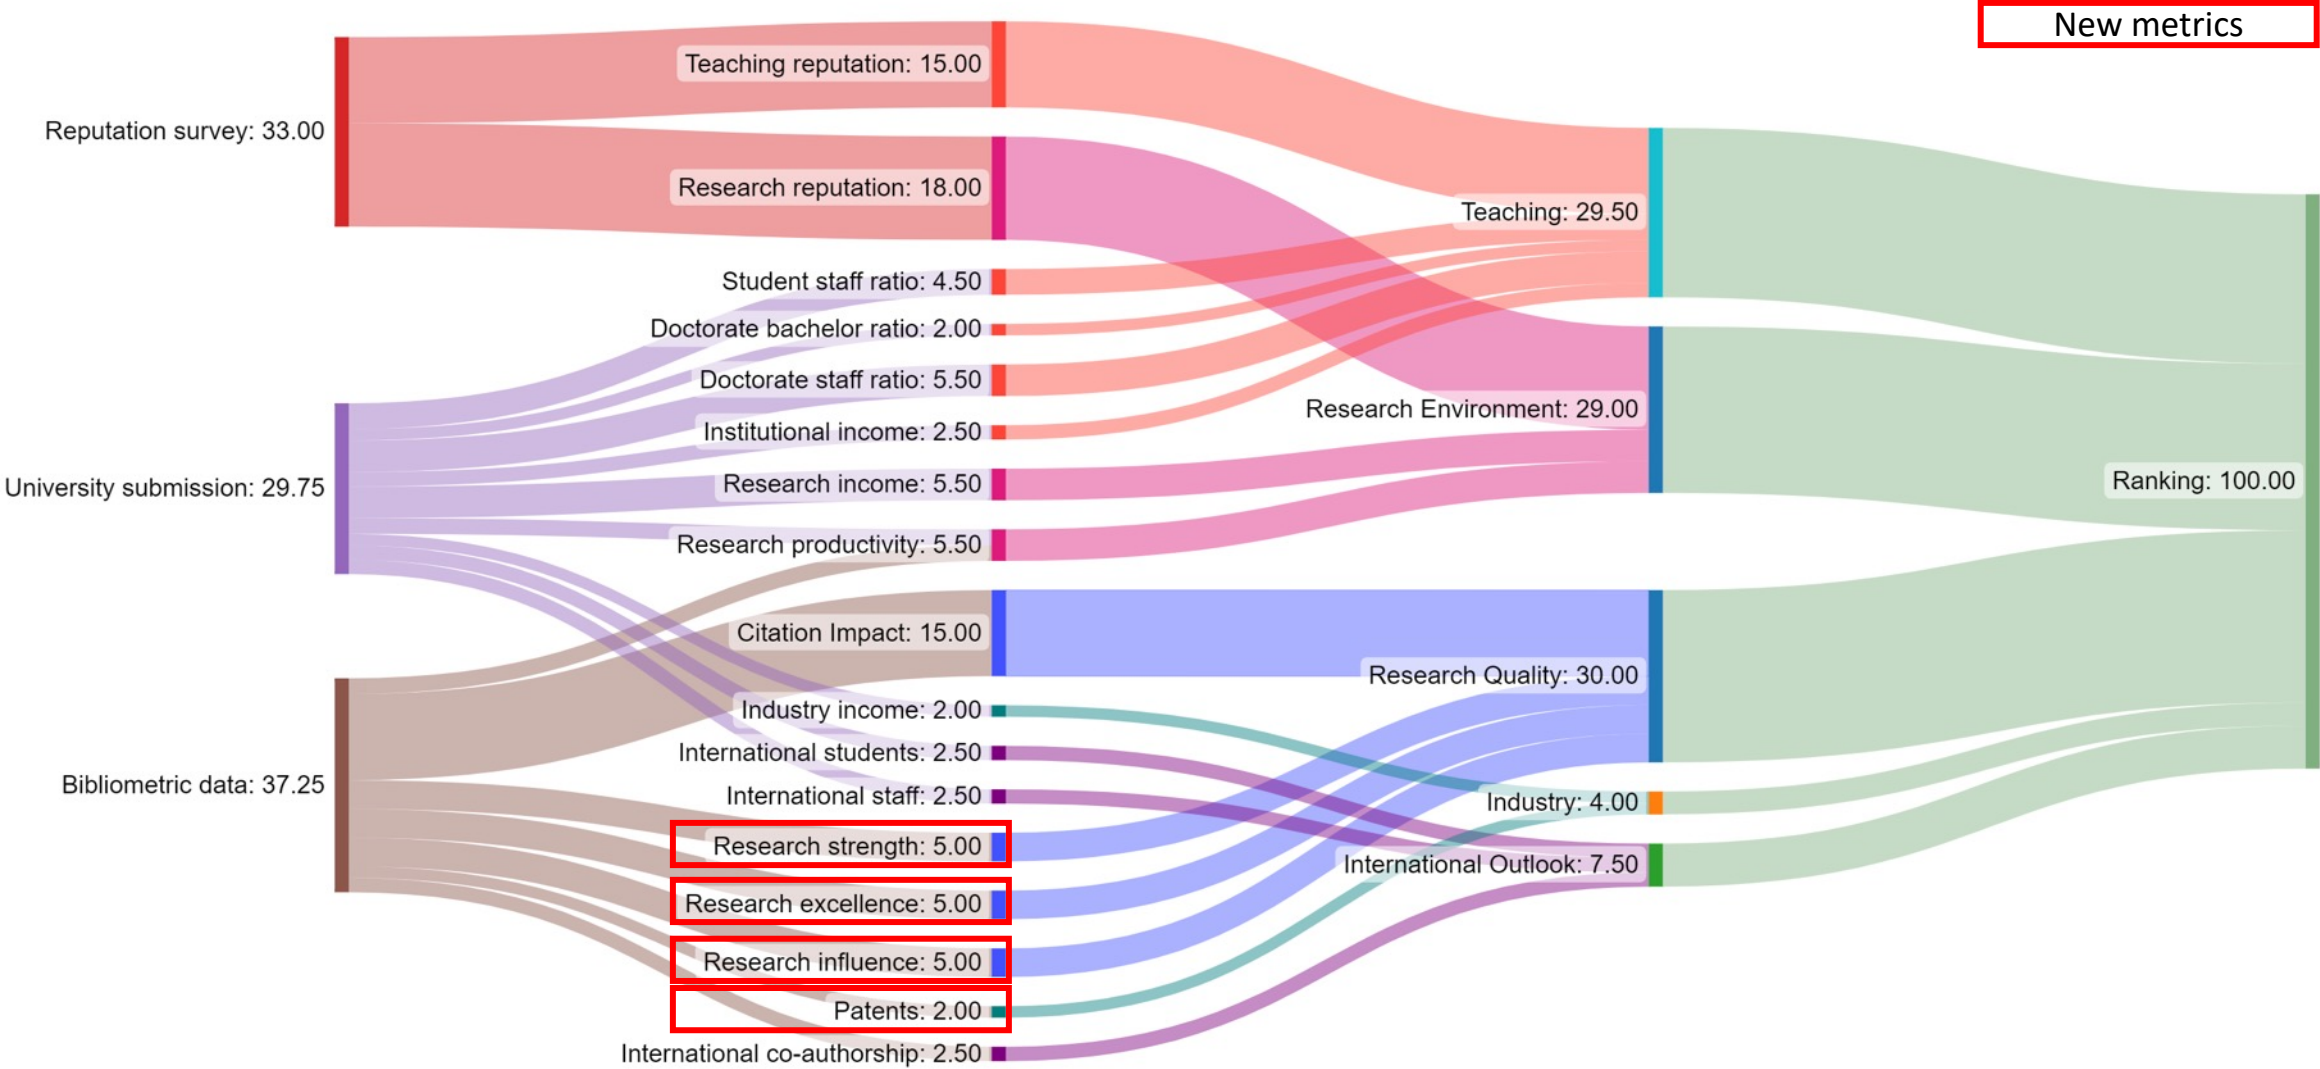 New metrics
Teaching reputation: 15.00
Reputation survey: 33.00
Research reputation: 18.00
Teaching: 29.50
Student staff ratio: 4.50
Doctorate bachelor ratio: 2.00
Doctorate staff ratio: 5.50
Research Environment: 29.00
Institutional income: 2.50
Ranking: 100.00
University submission: 29.75
Research income: 5.50
Research productivity: 5.50
Citation Impact: 15.00
Research Quality: 30.00
Industry income: 2.00
International students: 2.50
Bibliometric data: 37.25
International staff: 2.50
Industry: 4.00
Research strength: 5.00
International Outlook: 7.50
Research excellence: 5.00
Research influence: 5.00
Patents: 2.00
International co-authorship: 2.50